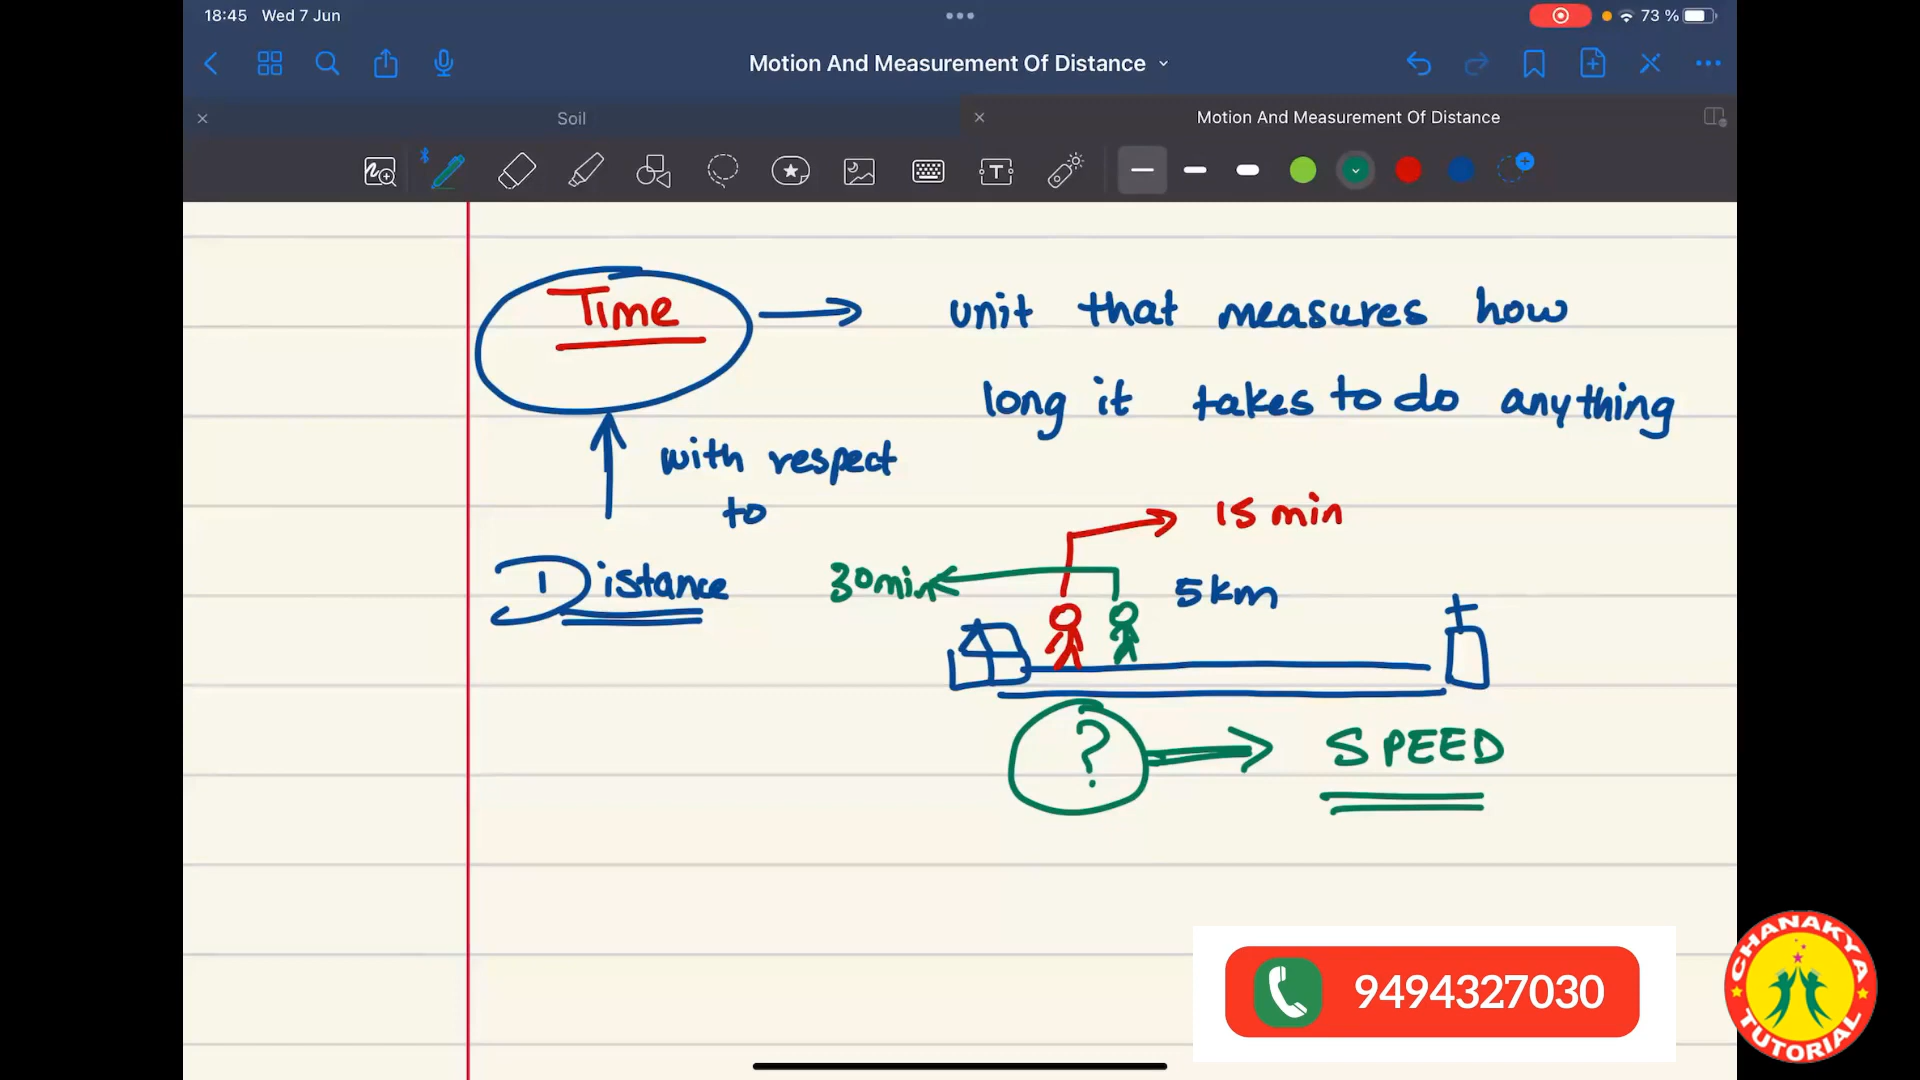 18:45 Wed 7 Jun
73 %
Motion And Measurement Of Distance
Soil
Motion And Measurement Of Distance
T
Time
unit that measures how
long it takes to do anything
with respect
to
15 min
Distance
30min
5km
?
SPEED
9494327030
CHANAKYA
TUTORIAL